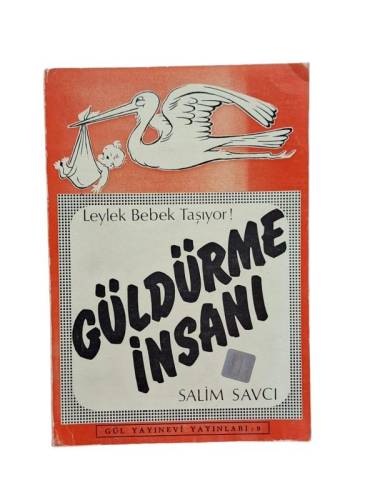 Leylek Bebek Taşıyor!
GÜLDÜRME
İNSANI
SALİM SAVCI
GÜL YAYINEVİ YAYINLARI: 9